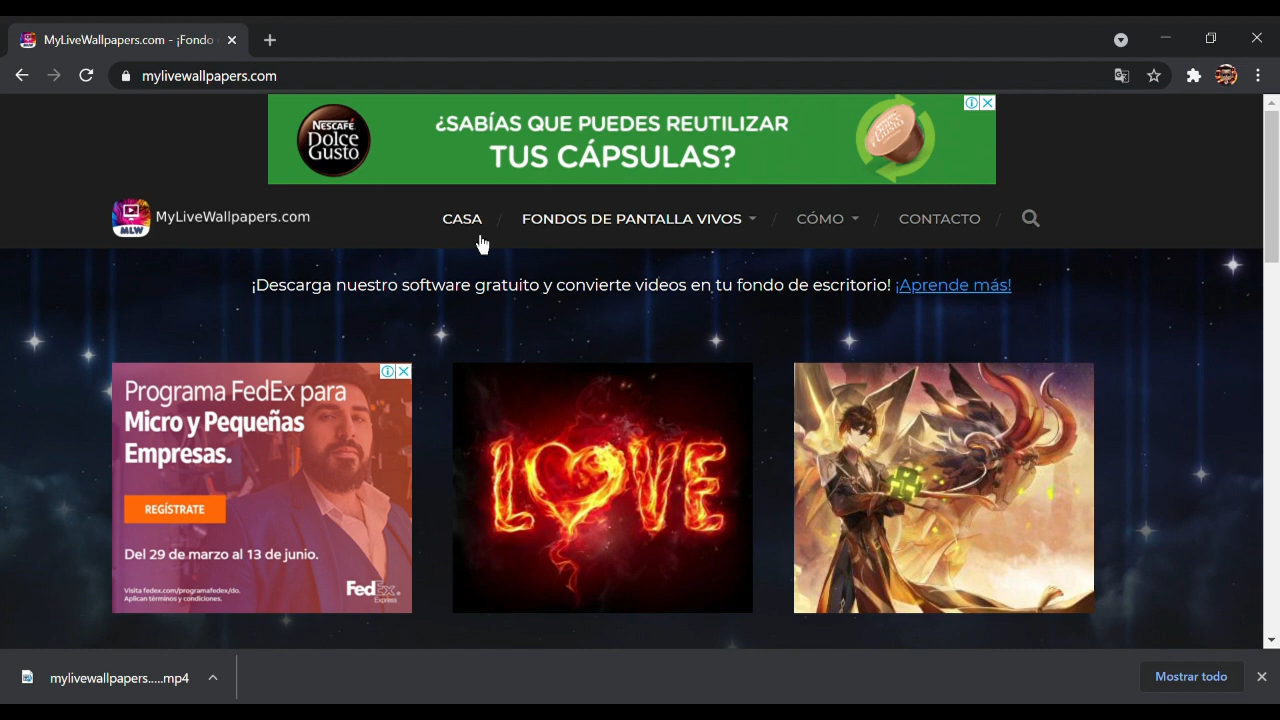 MyLiveWallpapers.com - ¡Fondo
mylivewallpapers.com
NESCAFÉ
Dolce
Gusto
¿SABÍAS QUE PUEDES REUTILIZAR
TUS CÁPSULAS?
MLW
MyLiveWallpapers.com
CASA / FONDOS DE PANTALLA VIVOS / CÓMO / CONTACTO /
¡Descarga nuestro software gratuito y convierte videos en tu fondo de escritorio! ¡Aprende más!
Programa FedEx para
Micro y Pequeñas
Empresas.
REGÍSTRATE
Del 29 de marzo al 13 de junio.
Visita fedex.com/programafedex/do.
Aplican términos y condiciones.
FedEx.
Express
LOVE
mylivewallpapers.....mp4
Mostrar todo